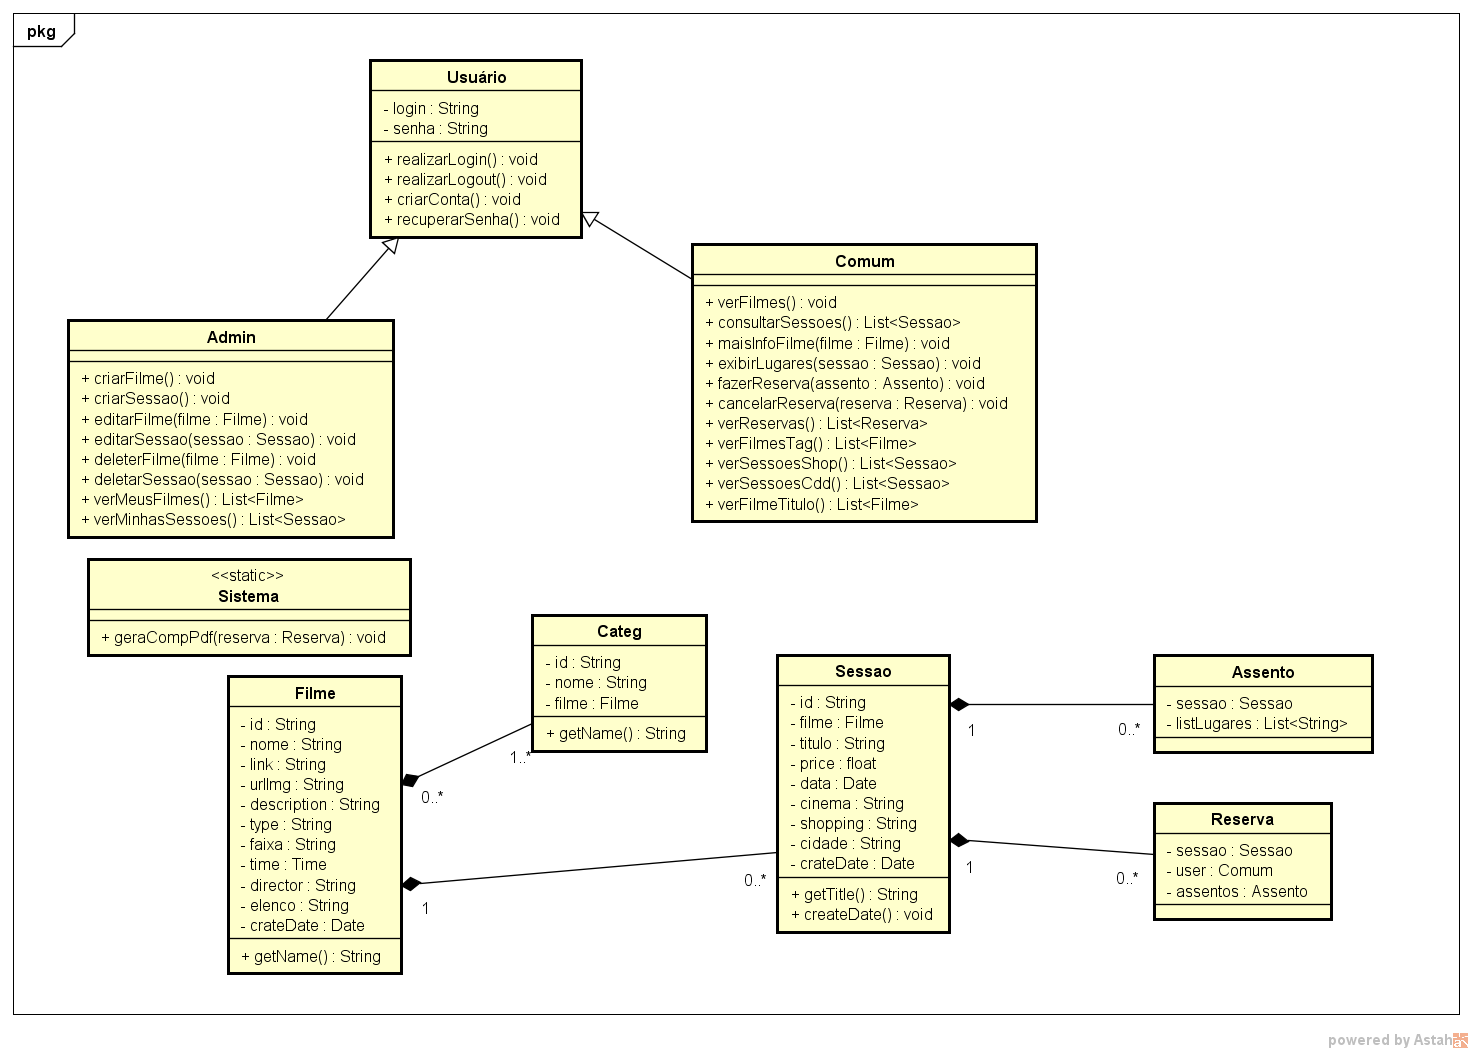 pkg
Usuário
- login : String
- senha : String
+ realizarLogin() : void
+ realizarLogout() : void
+ criarConta() : void
+ recuperarSenha() : void
Comum
+ verFilmes() : void
+ consultarSessoes() : List<Sessao>
+ maisInfoFilme(filme : Filme) : void
+ exibirLugares(sessao : Sessao) : void
+ fazerReserva(assento : Assento) : void
+ cancelarReserva(reserva : Reserva) : void
+ verReservas() : List<Reserva>
+ verFilmesTag() : List<Filme>
+ verSessoesShop() : List<Sessao>
+ verSessoesCdd() : List<Sessao>
+ verFilmeTitulo() : List<Filme>
Admin
+ criarFilme() : void
+ criarSessao() : void
+ editarFilme(filme : Filme) : void
+ editarSessao(sessao : Sessao) : void
+ deleterFilme(filme : Filme) : void
+ deletarSessao(sessao : Sessao) : void
+ verMeusFilmes() : List<Filme>
+ verMinhasSessoes() : List<Sessao>
<<static>>
Sistema
+ geraCompPdf(reserva : Reserva) : void
Categ
- id : String
- nome : String
- filme : Filme
+ getName() : String
1..*
0..*
Filme
- id : String
- nome : String
- link : String
- urlImg : String
- description : String
- type : String
- faixa : String
- time : Time
- director : String
- elenco : String
- crateDate : Date
+ getName() : String
1
0..*
Sessao
- id : String
- filme : Filme
- titulo : String
- price : float
- data : Date
- cinema : String
- shopping : String
- cidade : String
- crateDate : Date
+ getTitle() : String
+ createDate() : void
1
0..*
Assento
- sessao : Sessao
- listLugares : List<String>
1
0..*
Reserva
- sessao : Sessao
- user : Comum
- assentos : Assento
powered by Astah